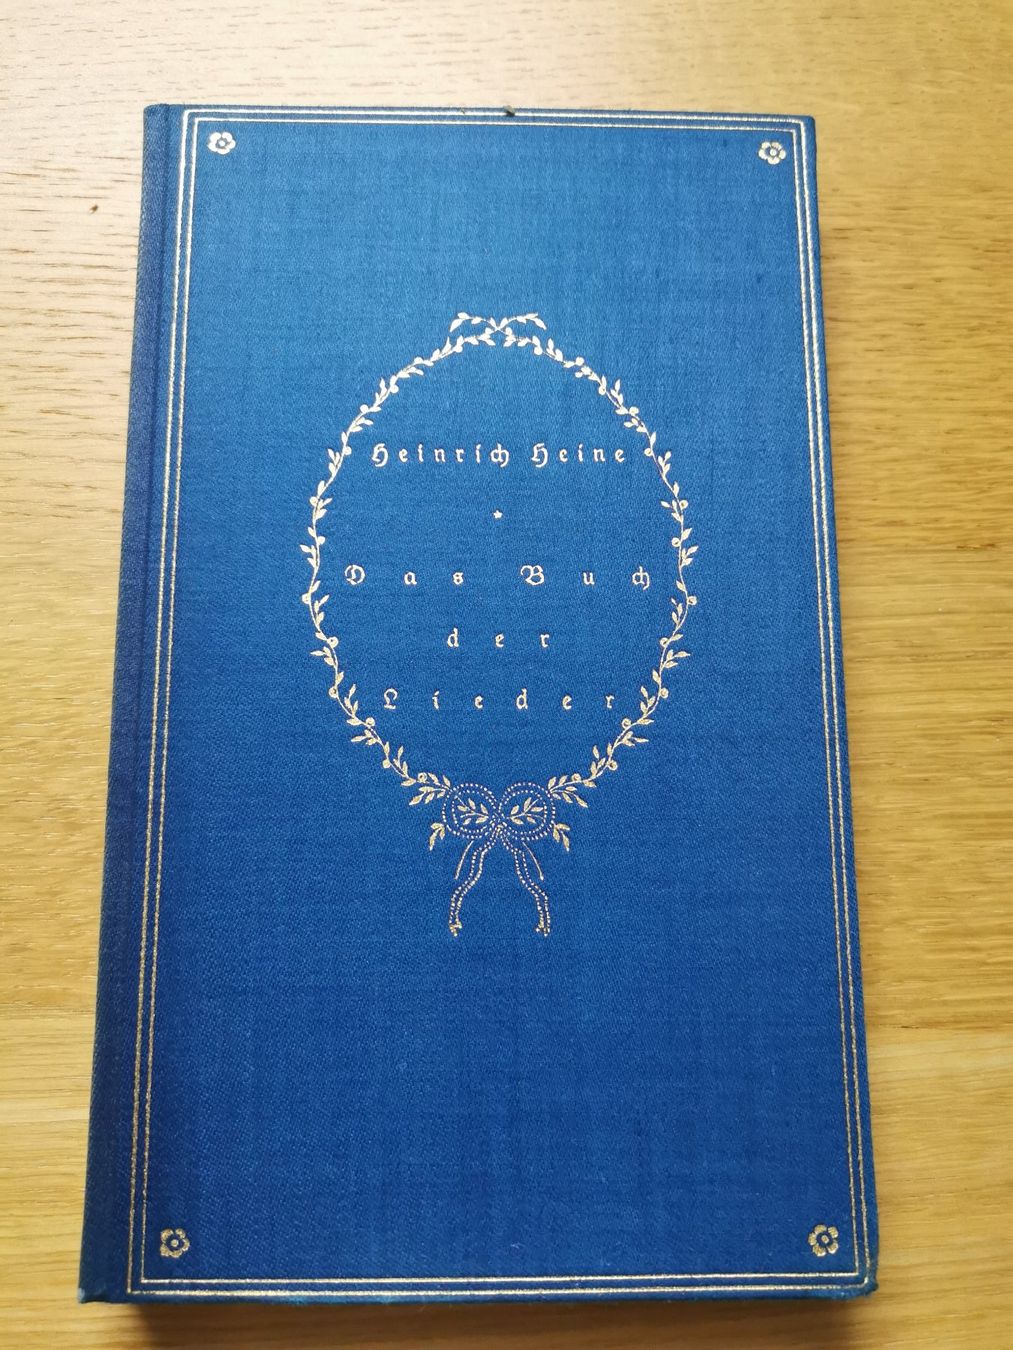 Heinrich Heine
Das Buch
der
Lieder